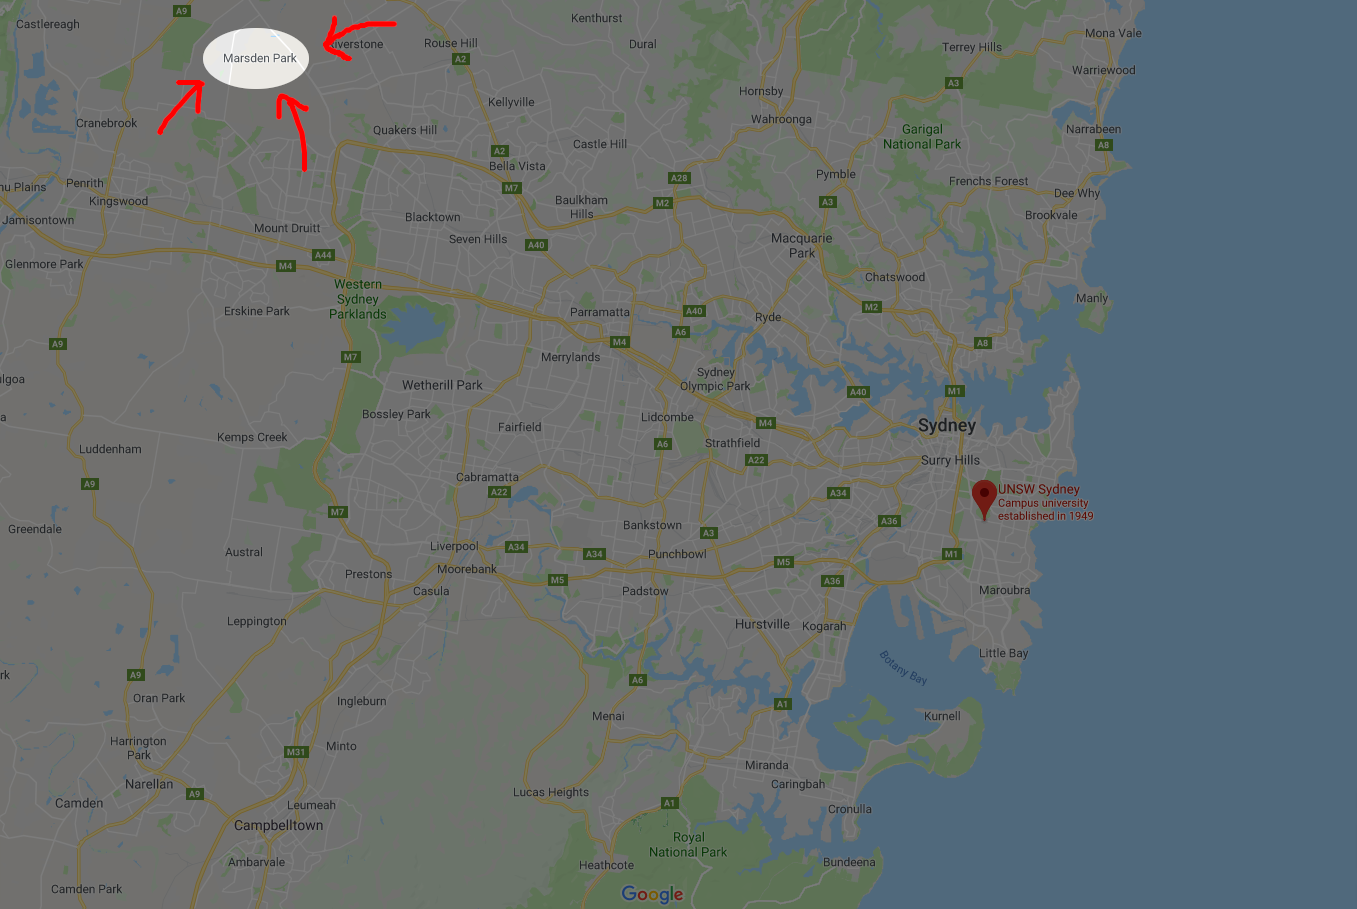 Castlereagh
A9
Kenthurst
Mona Vale
Rouse Hill
Dural
Terrey Hills
Marsden Park
A2
Warriewood
A3
Hornsby
Kellyville
Wahroonga
Cranebrook
Quakers Hill
Garigal
National Park
Narrabeen
Castle Hill
A8
A2
Bella Vista
Pymble
A28
Frenchs Forest
Penrith
M7
Dee Why
Kingswood
Baulkham
Hills
M2
A3
Jamisontown
Blacktown
Brookvale
Mount Druitt
Seven Hills
A40
Macquarie
Park
A44
Glenmore Park
M4
Chatswood
Western
Sydney
Parklands
Manly
Erskine Park
Parramatta
A40
Ryde
M2
A6
A9
M4
A8
M7
Merrylands
Sydney
Olympic Park
Wetherill Park
A40
M1
Bossley Park
Lidcombe
M4
Sydney
Fairfield
Kemps Creek
A6
Strathfield
Luddenham
A22
Surry Hills
Cabramatta
A9
A22
A34
UNSW Sydney
Campus university
established in 1949
M7
A36
Greendale
Bankstown
A3
Austral
Liverpool
A34
A34
Punchbowl
M1
Moorebank
M5
Prestons
M5
A36
Casula
Padstow
Maroubra
Leppington
Hurstville
Kogarah
Little Bay
Botany Bay
A9
A6
Oran Park
Ingleburn
A1
Menai
Kurnell
Harrington
Park
M31
Minto
Miranda
Narellan
Caringbah
A9
Lucas Heights
Camden
Leumeah
A1
Cronulla
Campbelltown
Royal
National Park
Ambarvale
Heathcote
Bundeena
Camden Park
Google